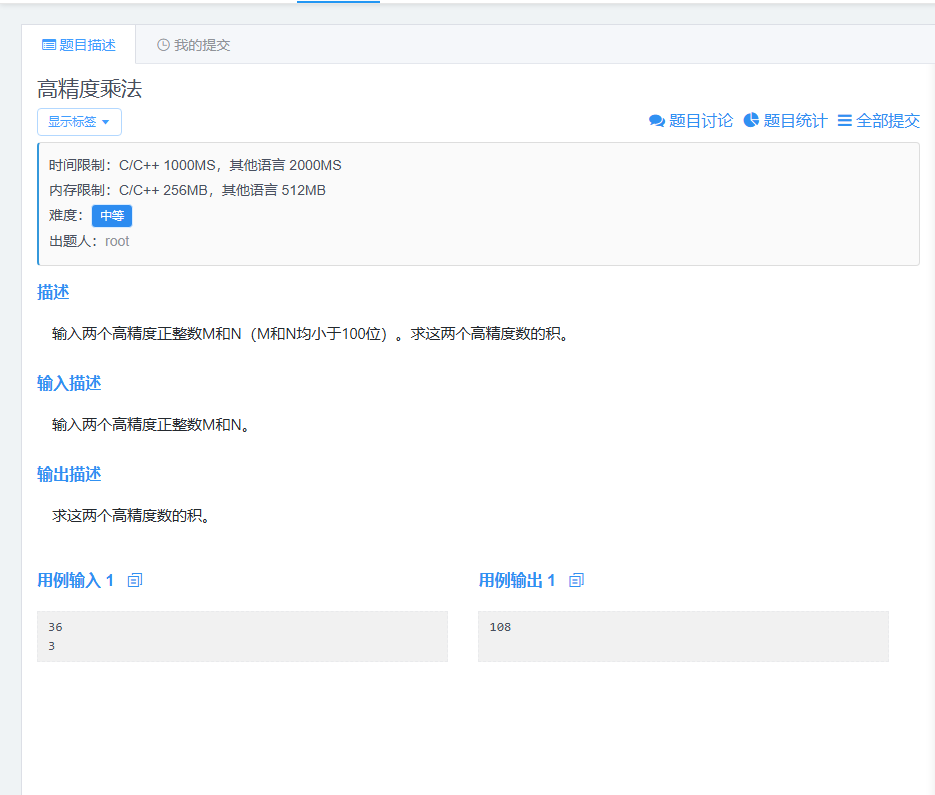 题目描述 我的提交
高精度乘法
显示标签 题目讨论 题目统计 全部提交
时间限制：C/C++ 1000MS，其他语言 2000MS
内存限制：C/C++ 256MB，其他语言 512MB
难度： 中等
出题人：root
描述
输入两个高精度正整数M和N（M和N均小于100位）。求这两个高精度数的积。
输入描述
输入两个高精度正整数M和N。
输出描述
求这两个高精度数的积。
用例输入 1 用例输出 1
36 108
3